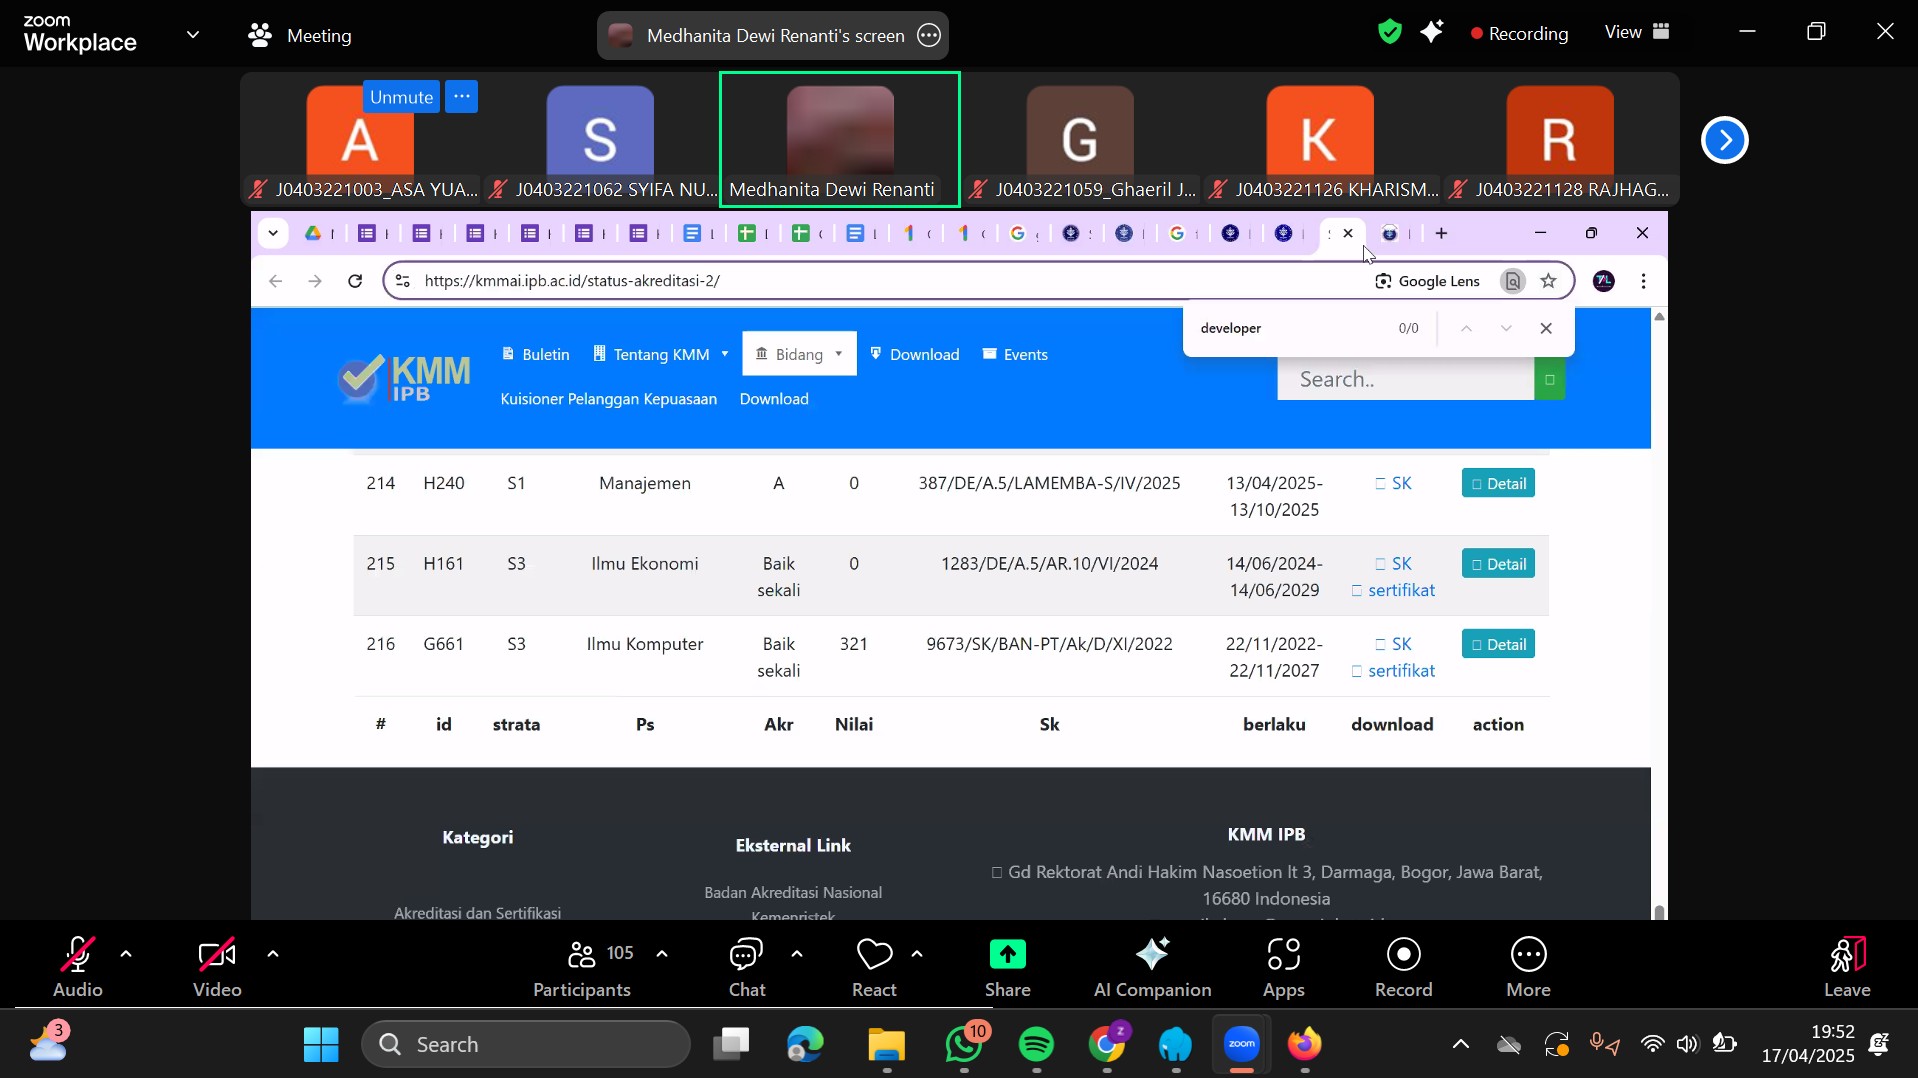 zoom
Workplace
Meeting
Medhanita Dewi Renanti's screen
Recording
View
A
Unmute
S
G
K
R
J0403221003_ASA YUA...
J0403221062 SYIFA NU...
Medhanita Dewi Renanti
J0403221059_Ghaeril J...
J0403221126 KHARISM...
J0403221128 RAJHAG...
https://kmmai.ipb.ac.id/status-akreditasi-2/
Google Lens
developer 0/0
KMM
IPB
Buletin
Tentang KMM
Bidang
Download
Events
Kuisioner Pelanggan Kepuasaan
Download
Search..
214 H240 S1 Manajemen A 0 387/DE/A.5/LAMEMBA-S/IV/2025 13/04/2025- SK Detail
13/10/2025
215 H161 S3 Ilmu Ekonomi Baik 0 1283/DE/A.5/AR.10/VI/2024 14/06/2024- SK Detail
sekali 14/06/2029 sertifikat
216 G661 S3 Ilmu Komputer Baik 321 9673/SK/BAN-PT/Ak/D/XI/2022 22/11/2022- SK Detail
sekali 22/11/2027 sertifikat
# id strata Ps Akr Nilai Sk berlaku download action
Kategori
Eksternal Link
KMM IPB
Gd Rektorat Andi Hakim Nasoetion lt 3, Darmaga, Bogor, Jawa Barat,
16680 Indonesia
Badan Akreditasi Nasional
Kemenristek
Akreditasi dan Sertifikasi
Audio
Video
105
Participants
Chat
React
Share
AI Companion
Apps
Record
More
Leave
3
Search
10
z
zoom
19:52
17/04/2025